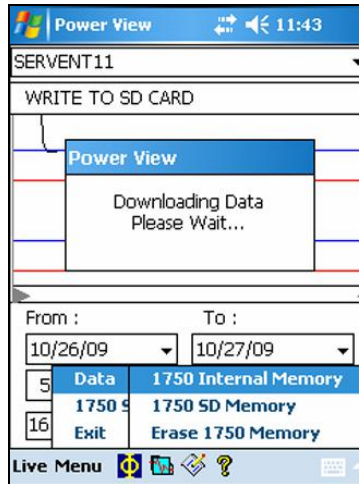 Power View 11:43
SERVENT11
WRITE TO SD CARD
Power View
Downloading Data
Please Wait...
From : To :
10/26/09 10/27/09
5 Data 1750 Internal Memory
1750 S 1750 SD Memory
16 Exit Erase 1750 Memory
Live Menu